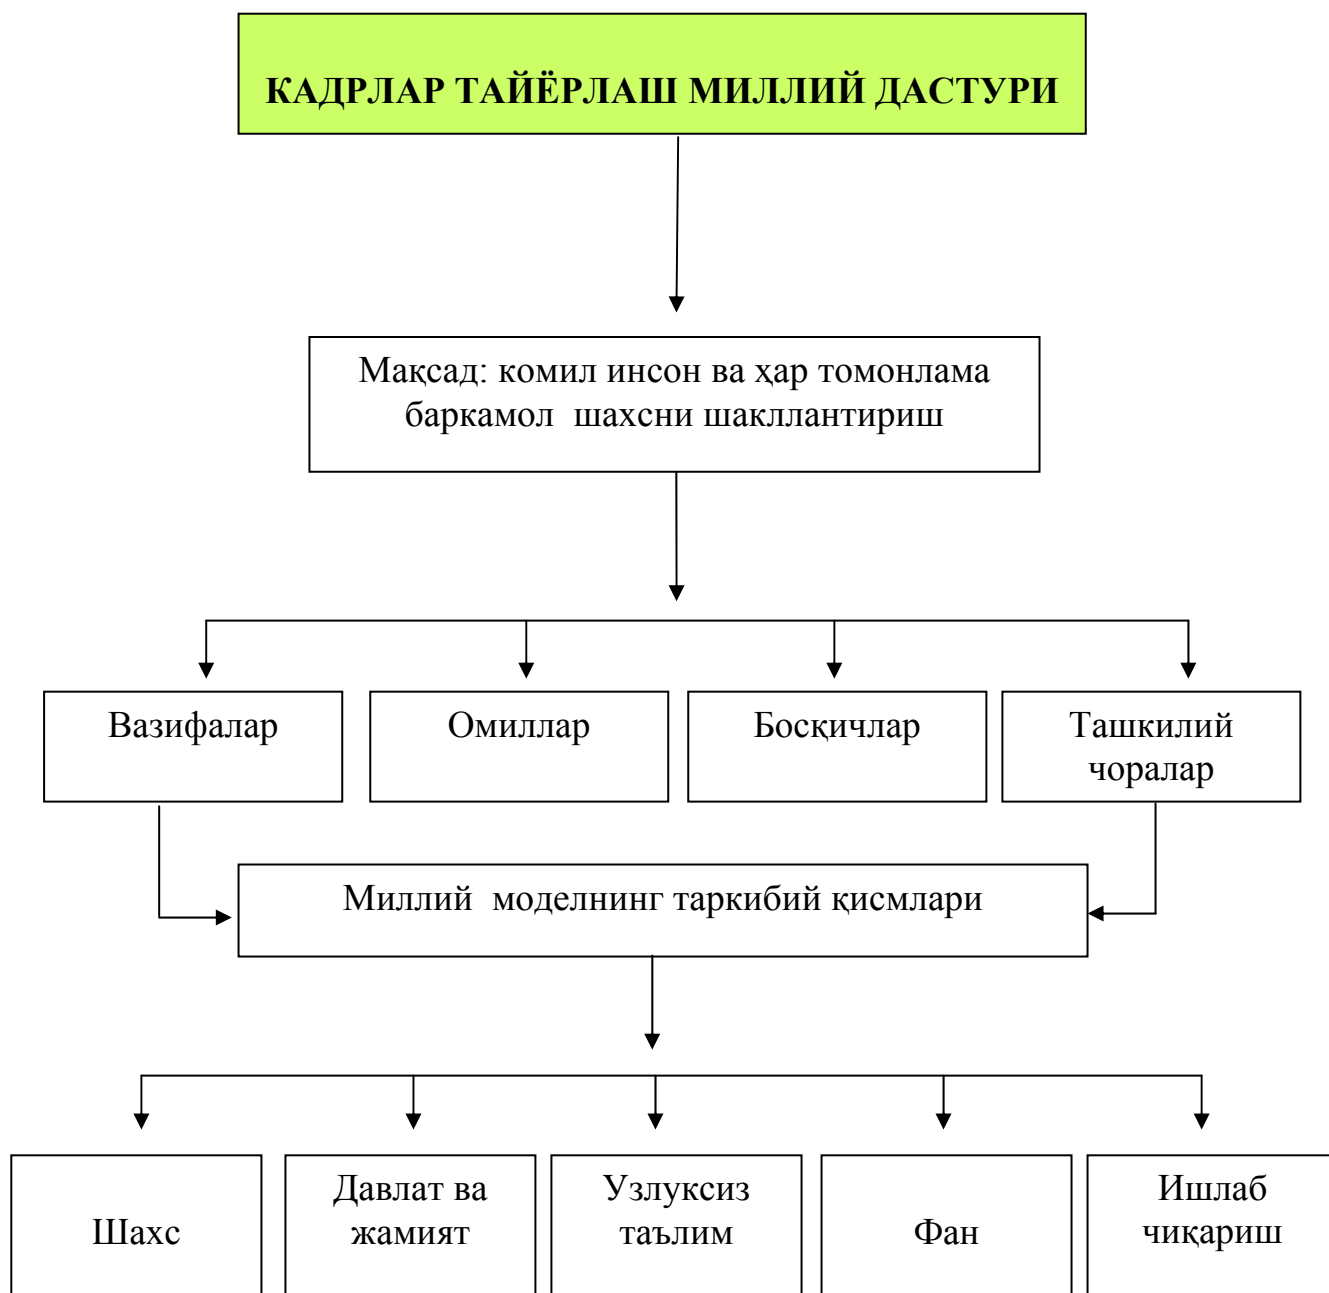 КАДРЛАР ТАЙЁРЛАШ МИЛЛИЙ ДАСТУРИ
Мақсад: комил инсон ва ҳар томонлама
баркамол шахсни шакллантириш
Вазифалар
Омиллар
Босқичлар
Ташкилий
чоралар
Миллий моделнинг таркибий қисмлари
Шахс
Давлат ва
жамият
Узлуксиз
таълим
Фан
Ишлаб
чиқариш